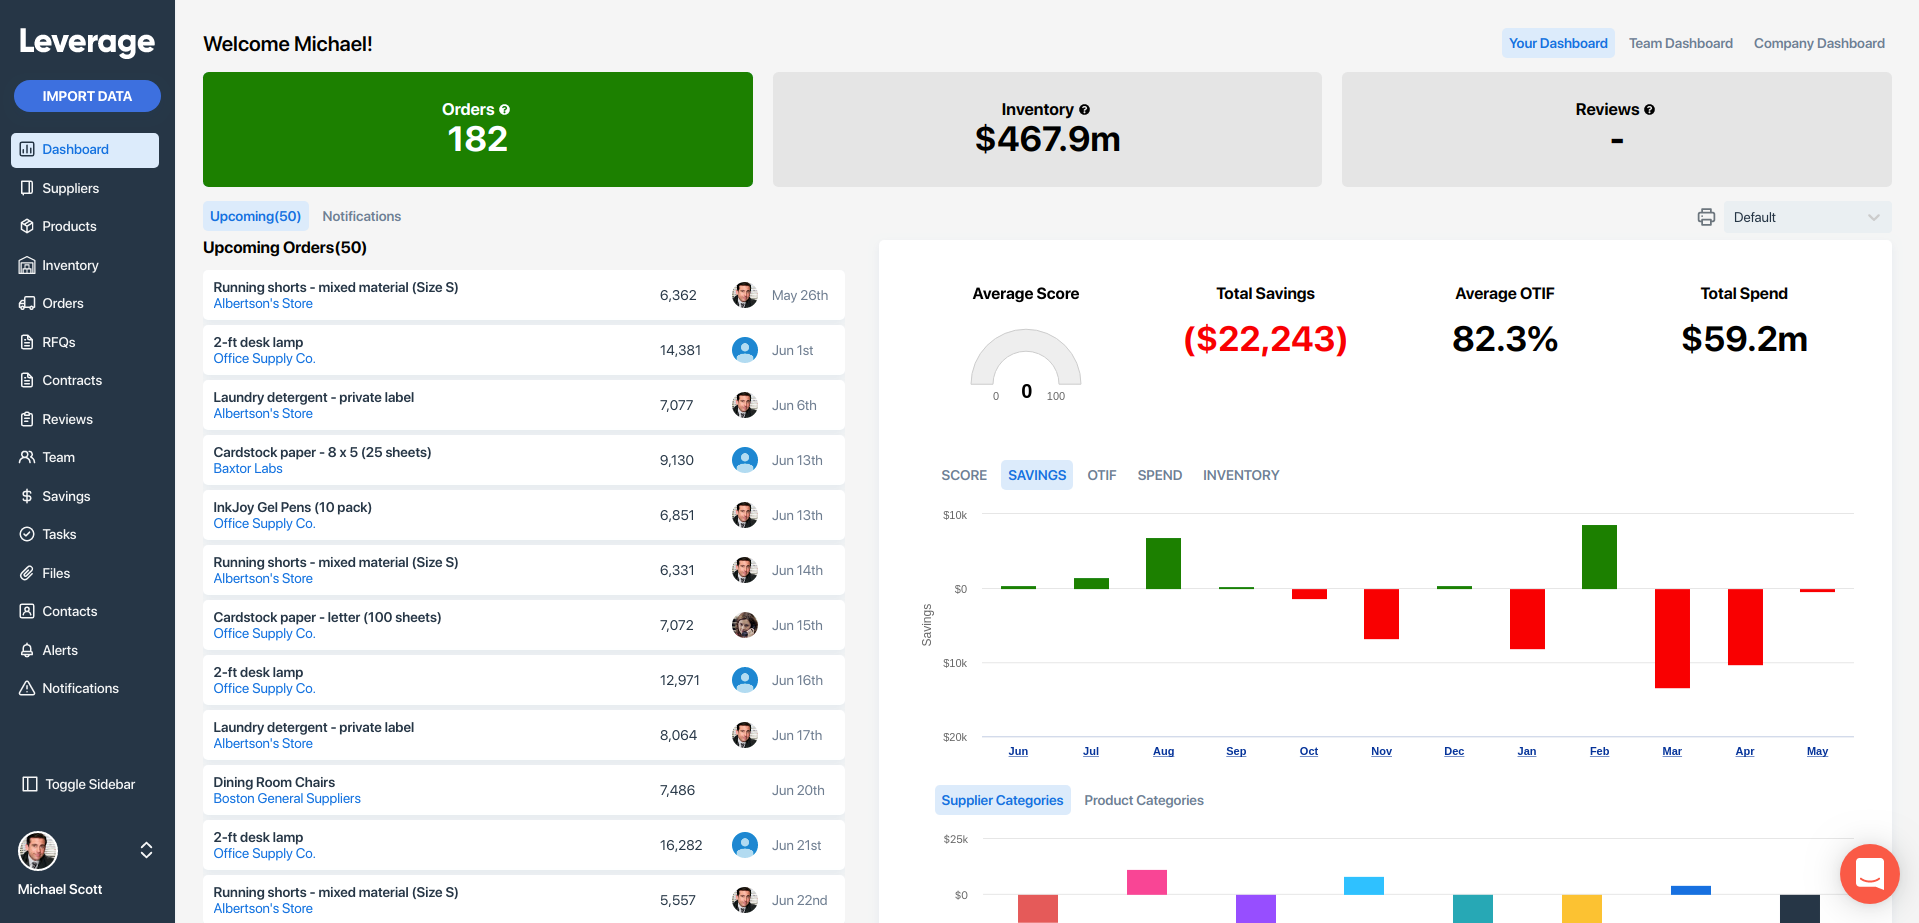 Leverage
IMPORT DATA
Dashboard
Suppliers
Products
Inventory
Orders
RFQs
Contracts
Reviews
Team
Savings
Tasks
Files
Contacts
Alerts
Notifications
Toggle Sidebar
Michael Scott
Welcome Michael!
Your Dashboard Team Dashboard Company Dashboard
Orders ?
182
Inventory ?
$467.9m
Reviews ?
-
Upcoming(50) Notifications
Default
Upcoming Orders(50)
Running shorts - mixed material (Size S)
Albertson's Store
6,362 May 26th
2-ft desk lamp
Office Supply Co.
14,381 Jun 1st
Laundry detergent - private label
Albertson's Store
7,077 Jun 6th
Cardstock paper - 8 x 5 (25 sheets)
Baxtor Labs
9,130 Jun 13th
InkJoy Gel Pens (10 pack)
Office Supply Co.
6,851 Jun 13th
Running shorts - mixed material (Size S)
Albertson's Store
6,331 Jun 14th
Cardstock paper - letter (100 sheets)
Office Supply Co.
7,072 Jun 15th
2-ft desk lamp
Office Supply Co.
12,971 Jun 16th
Laundry detergent - private label
Albertson's Store
8,064 Jun 17th
Dining Room Chairs
Boston General Suppliers
7,486 Jun 20th
2-ft desk lamp
Office Supply Co.
16,282 Jun 21st
Running shorts - mixed material (Size S)
Albertson's Store
5,557 Jun 22nd
Average Score
0
0 100
Total Savings
($22,243)
Average OTIF
82.3%
Total Spend
$59.2m
SCORE SAVINGS OTIF SPEND INVENTORY
Savings
$10k
$0
$10k
$20k
Jun Jul Aug Sep Oct Nov Dec Jan Feb Mar Apr May
Supplier Categories Product Categories
$25k
$0